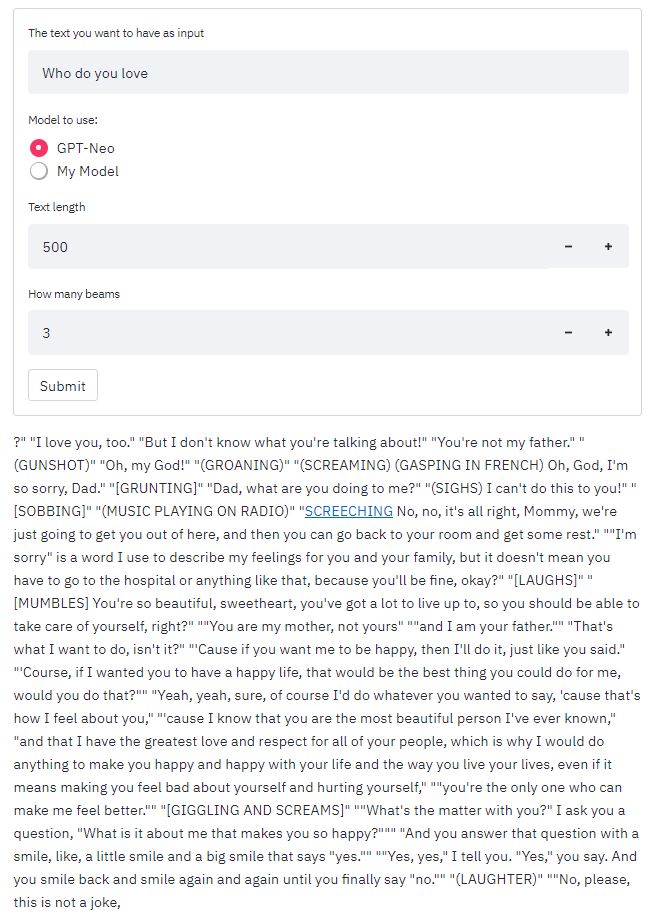 The text you want to have as input
Who do you love
Model to use:
GPT-Neo
My Model
Text length
500
−
+
How many beams
3
−
+
Submit
?" "I love you, too." "But I don't know what you're talking about!" "You're not my father." "
(GUNSHOT)" "Oh, my God!" "(GROANING)" "(SCREAMING) (GASPING IN FRENCH) Oh, God, I'm
so sorry, Dad." "[GRUNTING]" "Dad, what are you doing to me?" "(SIGHS) I can't do this to you!" "
[SOBBING]" "(MUSIC PLAYING ON RADIO)" "SCREECHING No, no, it's all right, Mommy, we're
just going to get you out of here, and then you can go back to your room and get some rest." ""I'm
sorry" is a word I use to describe my feelings for you and your family, but it doesn't mean you
have to go to the hospital or anything like that, because you'll be fine, okay?" "[LAUGHS]" "
[MUMBLES] You're so beautiful, sweetheart, you've got a lot to live up to, so you should be able to
take care of yourself, right?" ""You are my mother, not yours" ""and I am your father."" "That's
what I want to do, isn't it?" "'Cause if you want me to be happy, then I'll do it, just like you said."
"'Course, if I wanted you to have a happy life, that would be the best thing you could do for me,
would you do that?"" "Yeah, yeah, sure, of course I'd do whatever you wanted to say, 'cause that's
how I feel about you," "'cause I know that you are the most beautiful person I've ever known,"
"and that I have the greatest love and respect for all of your people, which is why I would do
anything to make you happy and happy with your life and the way you live your lives, even if it
means making you feel bad about yourself and hurting yourself," ""you're the only one who can
make me feel better."" "[GIGGLING AND SCREAMS]" ""What's the matter with you?" I ask you a
question, "What is it about me that makes you so happy?""" "And you answer that question with a
smile, like, a little smile and a big smile that says "yes."" ""Yes, yes," I tell you. "Yes," you say. And
you smile back and smile again and again until you finally say "no."" "(LAUGHTER)" ""No, please,
this is not a joke,